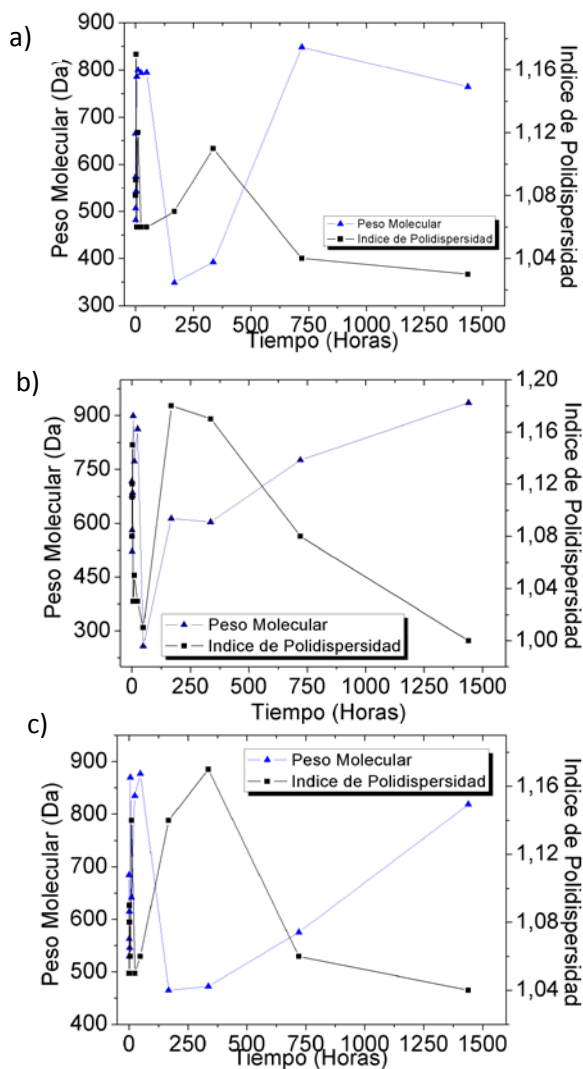 a)
900
800
700
600
500
400
300
Peso Molecular (Da)
1,16
1,12
1,08
1,04
Indice de Polidispersidad
Peso Molecular
Indice de Polidispersidad
0 250 500 750 1000 1250 1500
Tiempo (Horas)
b)
900
750
600
450
300
Peso Molecular (Da)
1,20
1,16
1,12
1,08
1,04
1,00
Indice de Polidispersidad
Peso Molecular
Indice de Polidispersidad
0 250 500 750 1000 1250 1500
Tiempo (Horas)
c)
900
800
700
600
500
400
Peso Molecular (Da)
1,16
1,12
1,08
1,04
Indice de Polidispersidad
Peso Molecular
Indice de Polidispersidad
0 250 500 750 1000 1250 1500
Tiempo (Horas)